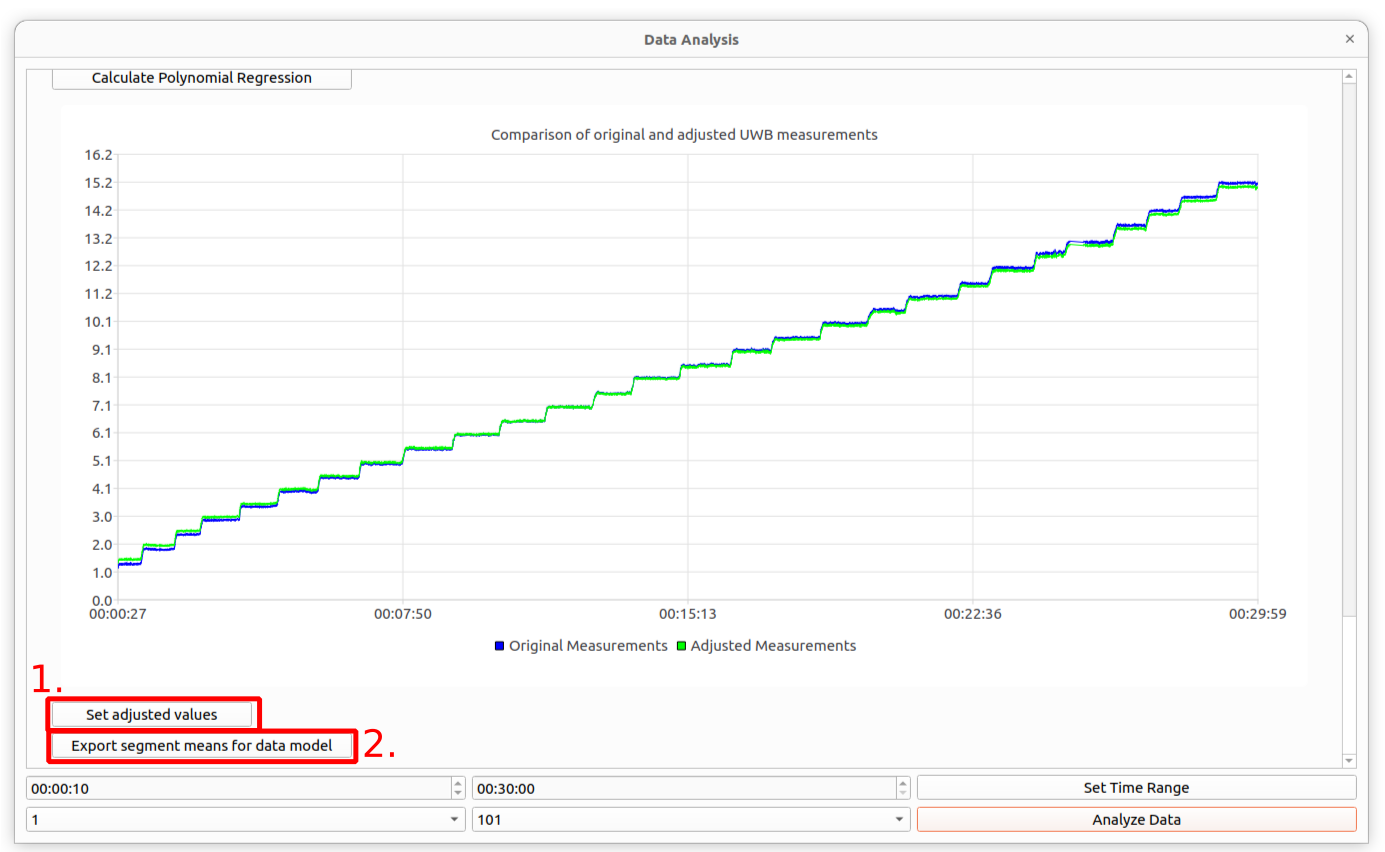 Data Analysis ×
Calculate Polynomial Regression
Comparison of original and adjusted UWB measurements
16.2
15.2
14.2
13.2
12.2
11.2
10.1
9.1
8.1
7.1
6.1
5.1
4.1
3.0
2.0
1.0
0.0
00:00:27 00:07:50 00:15:13 00:22:36 00:29:59
Original Measurements Adjusted Measurements
1.
Set adjusted values
Export segment means for data model 2.
00:00:10 00:30:00 Set Time Range
1 101 Analyze Data